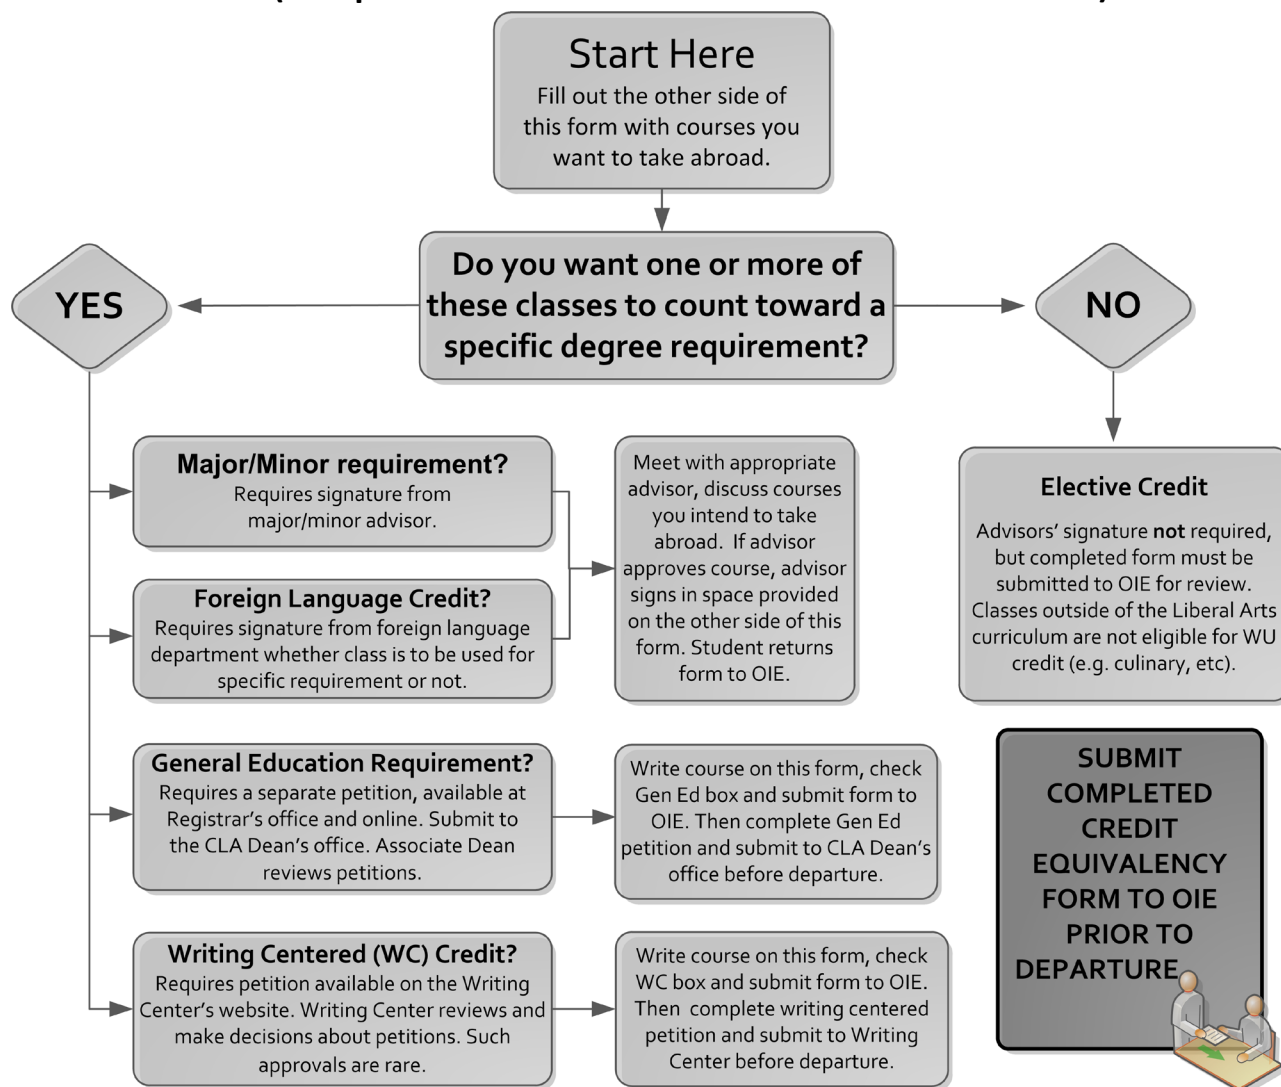 Start Here
Fill out the other side of
this form with courses you
want to take abroad.
Do you want one or more of
these classes to count toward a
specific degree requirement?
YES
NO
Major/Minor requirement?
Requires signature from
major/minor advisor.
Foreign Language Credit?
Requires signature from foreign language
department whether class is to be used for
specific requirement or not.
Meet with appropriate
advisor, discuss courses
you intend to take
abroad. If advisor
approves course, advisor
signs in space provided
on the other side of this
form. Student returns
form to OIE.
Elective Credit
Advisors’ signature not required,
but completed form must be
submitted to OIE for review.
Classes outside of the Liberal Arts
curriculum are not eligible for WU
credit (e.g. culinary, etc).
General Education Requirement?
Requires a separate petition, available at
Registrar’s office and online. Submit to
the CLA Dean’s office. Associate Dean
reviews petitions.
Write course on this form, check
Gen Ed box and submit form to
OIE. Then complete Gen Ed
petition and submit to CLA Dean’s
office before departure.
Writing Centered (WC) Credit?
Requires petition available on the Writing
Center’s website. Writing Center reviews and
make decisions about petitions. Such
approvals are rare.
Write course on this form, check
WC box and submit form to OIE.
Then complete writing centered
petition and submit to Writing
Center before departure.
SUBMIT
COMPLETED
CREDIT
EQUIVALENCY
FORM TO OIE
PRIOR TO
DEPARTURE